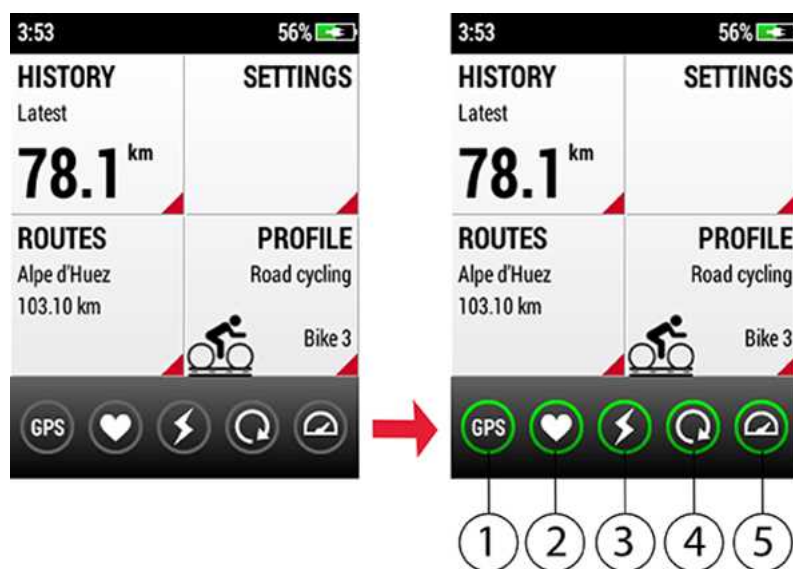 3:53 56%
HISTORY SETTINGS
Latest
78.1 km
ROUTES PROFILE
Alpe d'Huez Road cycling
103.10 km
Bike 3
GPS
3:53 56%
HISTORY SETTINGS
Latest
78.1 km
ROUTES PROFILE
Alpe d'Huez Road cycling
103.10 km
Bike 3
GPS
1 2 3 4 5